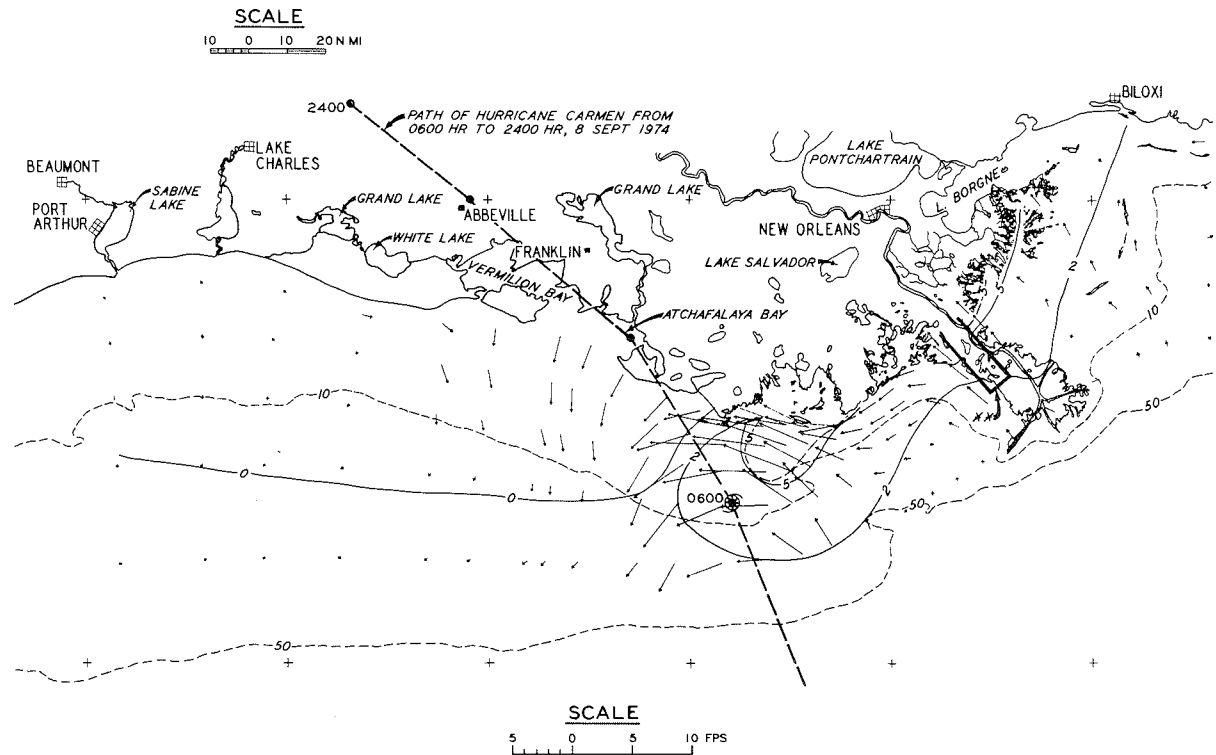 SCALE
10 0 10 20 N MI
2400
PATH OF HURRICANE CARMEN FROM
0600 HR TO 2400 HR, 8 SEPT 1974
BILOXI
LAKE
CHARLES
LAKE
PONTCHARTRAIN
BEAUMONT
SABINE
LAKE
GRAND LAKE
GRAND LAKE
BORGNE
PORT
ARTHUR
ABBEVILLE
NEW ORLEANS
WHITE LAKE
FRANKLIN
VERMILION BAY
LAKE SALVADOR
5
2
ATCHAFALAYA BAY
10
10
50
2
5
5
0
0
0600
2
50
50
SCALE
5 0 5 10 FPS